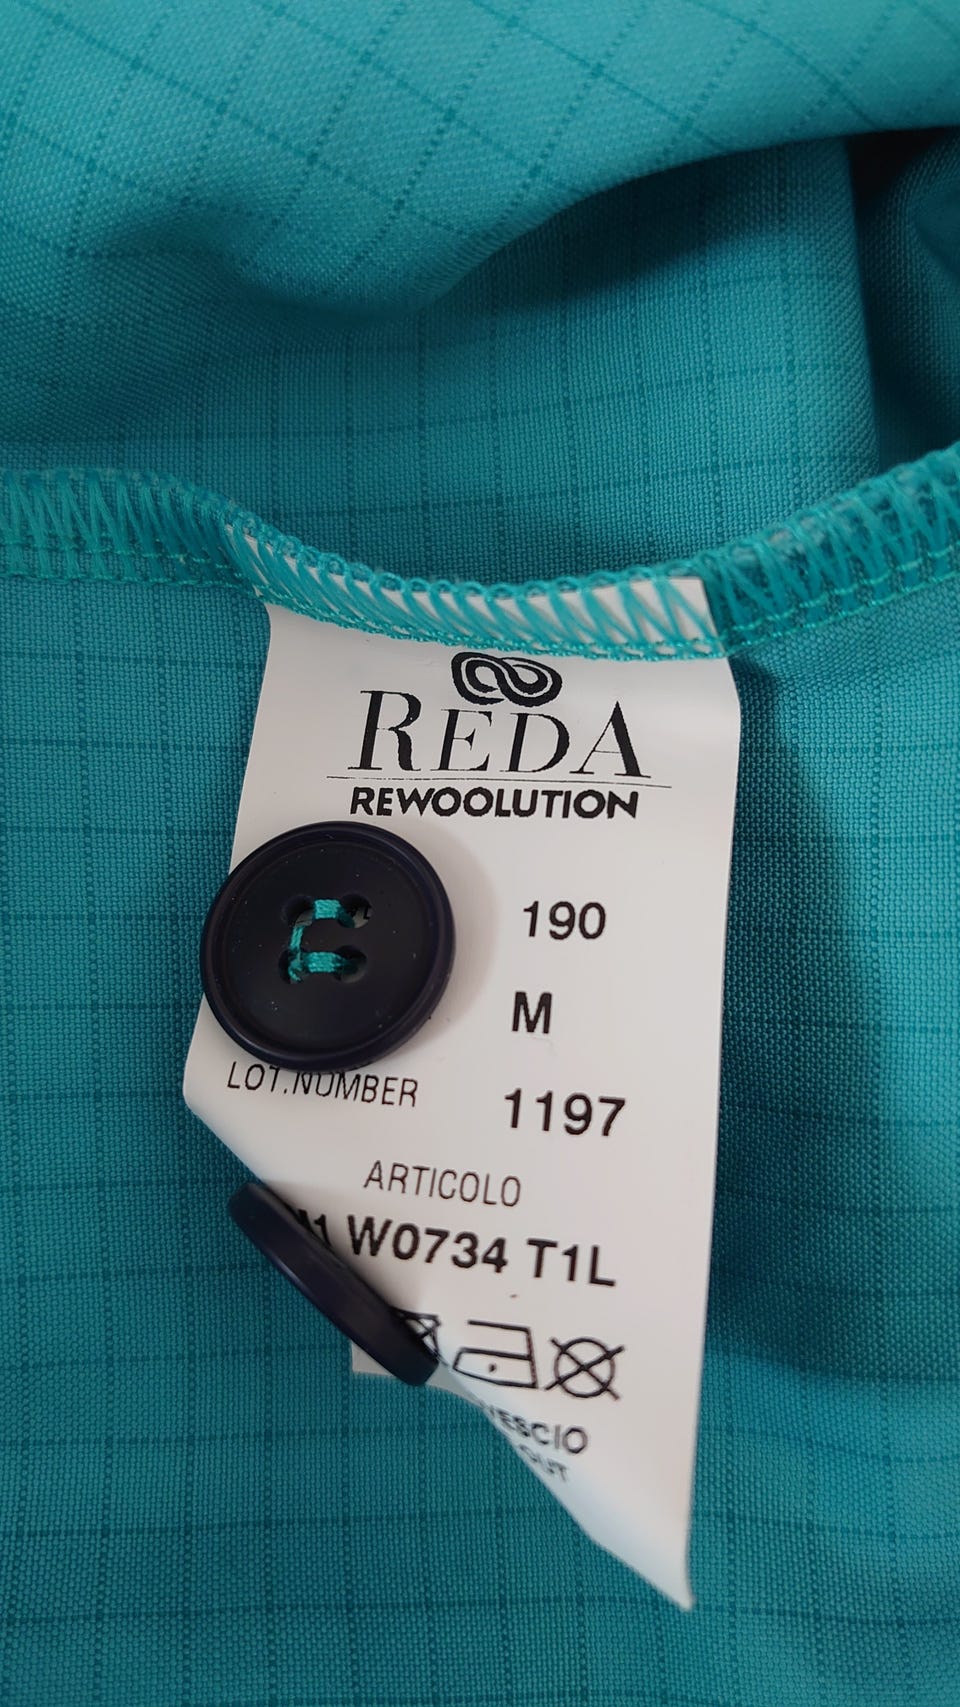 REDA
REWOOLUTION
190
M
LOT.NUMBER 1197
ARTICOLO
W0734 T1L